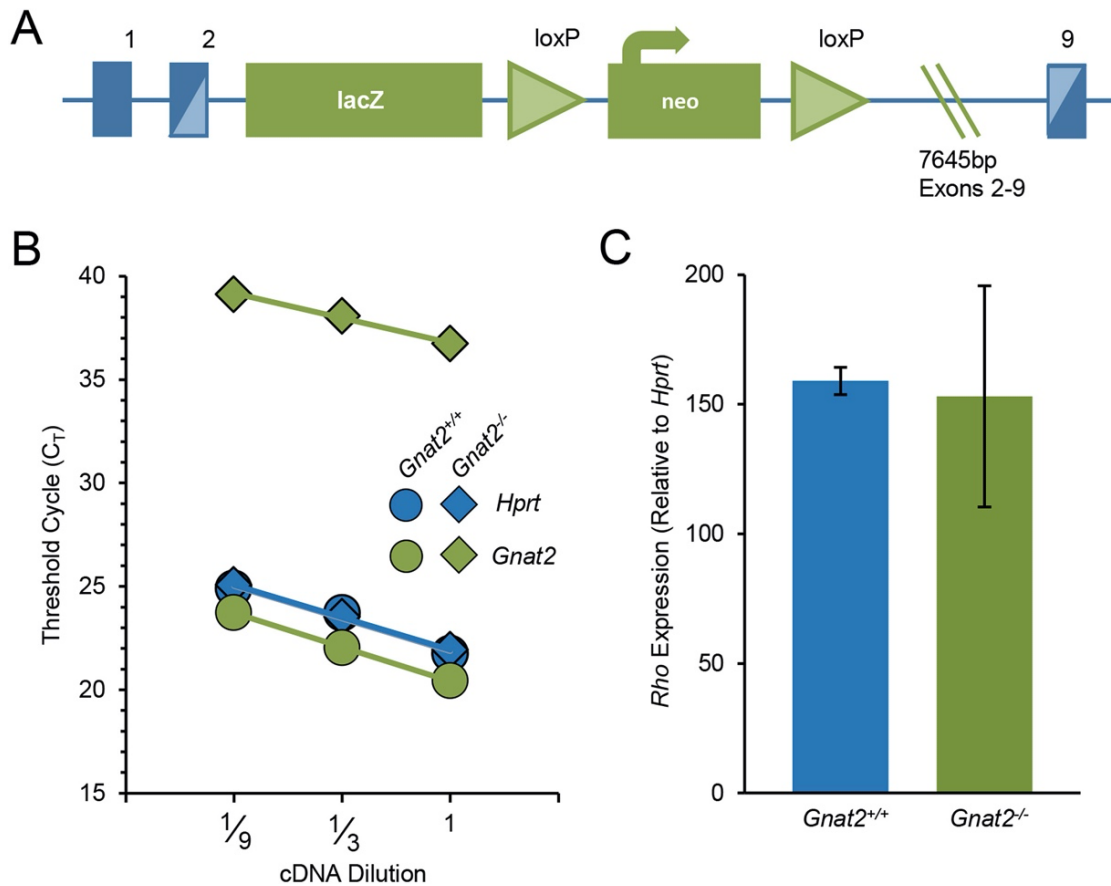 A
1
2
loxP
loxP
9
lacZ
neo
7645bp
Exons 2-9
B
40
35
30
25
20
15
Threshold Cycle (CT)
Gnat2+/+
Gnat2-/-
Hprt
Gnat2
1/9
1/3
1
cDNA Dilution
C
200
150
100
50
0
Rho Expression (Relative to Hprt)
Gnat2+/+
Gnat2-/-